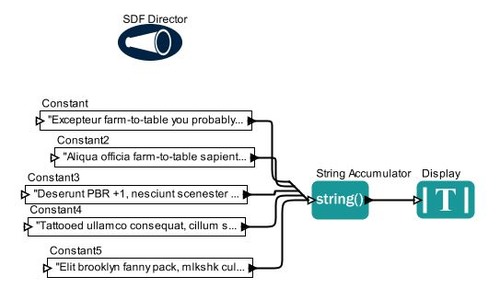 SDF Director
Constant
"Excepteur farm-to-table you probably...
Constant2
"Aliqua officia farm-to-table sapient...
Constant3
"Deserunt PBR +1, nesciunt scenester ...
Constant4
"Tattooed ullamco consequat, cillum s...
Constant5
"Elit brooklyn fanny pack, mlkshk cul...
String Accumulator
string()
Display
T